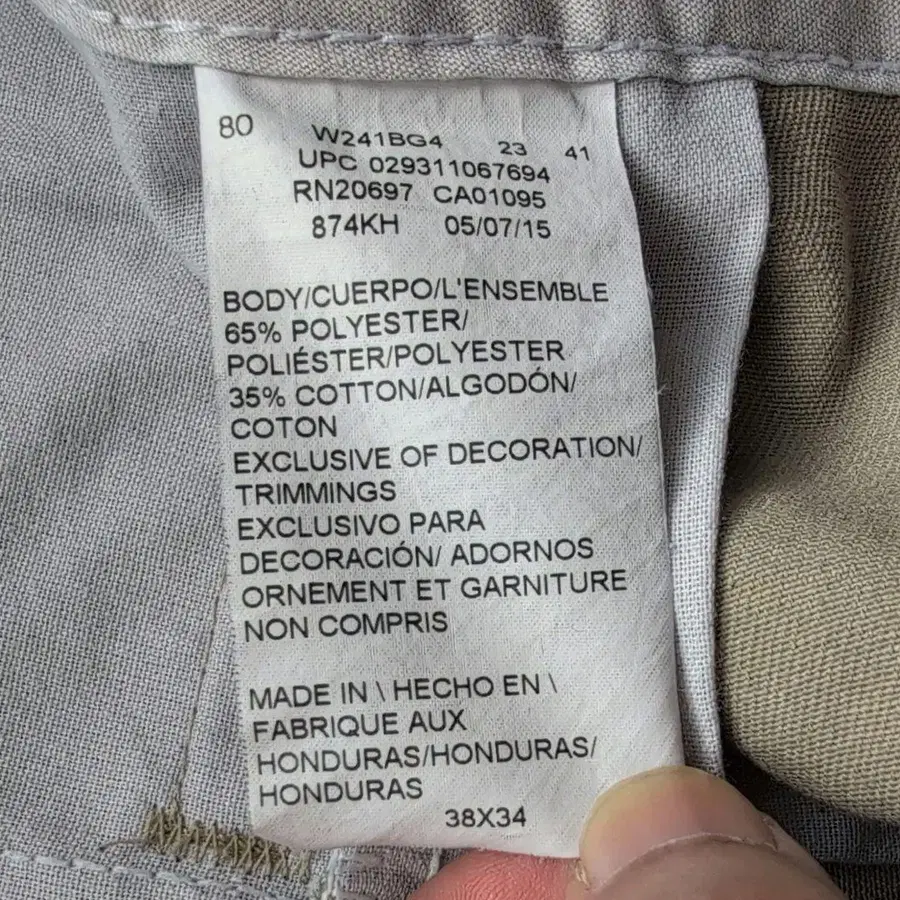 80 W241BG4 23 41
UPC 029311067694
RN20697 CA01095
874KH 05/07/15
BODY/CUERPO/L'ENSEMBLE
65% POLYESTER/
POLIÉSTER/POLYESTER
35% COTTON/ALGODÓN/
COTON
EXCLUSIVE OF DECORATION/
TRIMMINGS
EXCLUSIVO PARA
DECORACIÓN/ ADORNOS
ORNEMENT ET GARNITURE
NON COMPRIS
MADE IN \ HECHO EN \
FABRIQUE AUX
HONDURAS/HONDURAS/
HONDURAS
38X34